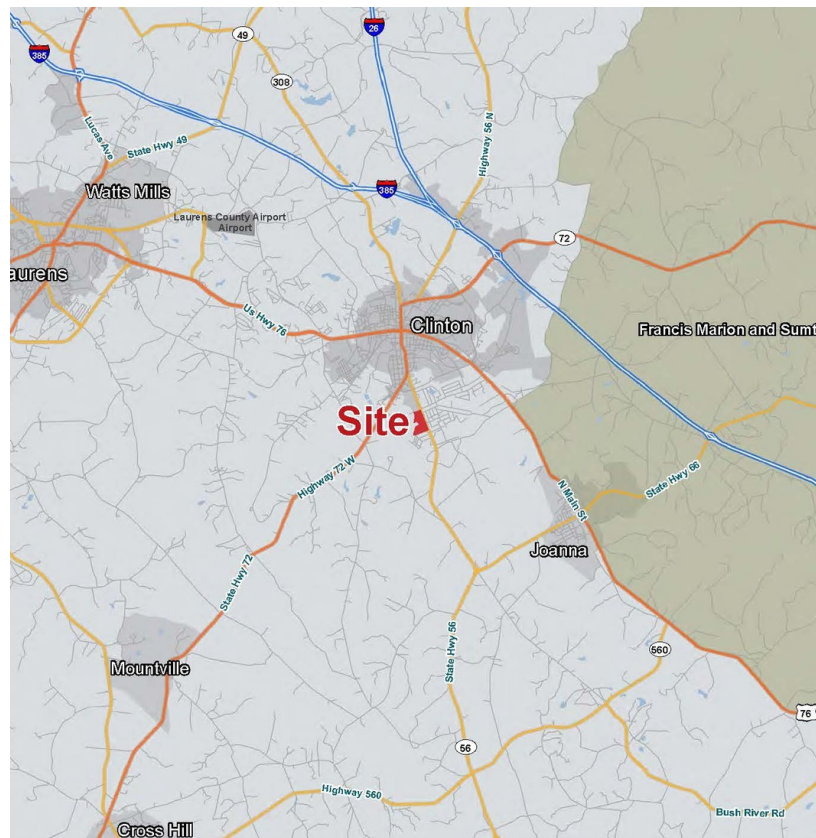 26
49
385
308
Lucas Ave
State Hwy 49
Highway 56 N
Watts Mills
385
Laurens County Airport
Airport
72
aurens
Us Hwy 76
Clinton
Francis Marion and Sumt
Site
Highway 72 W
State Hwy 66
N Main St
Joanna
State Hwy 72
State Hwy 56
560
Mountville
76
56
Highway 560
Bush River Rd
Cross Hill